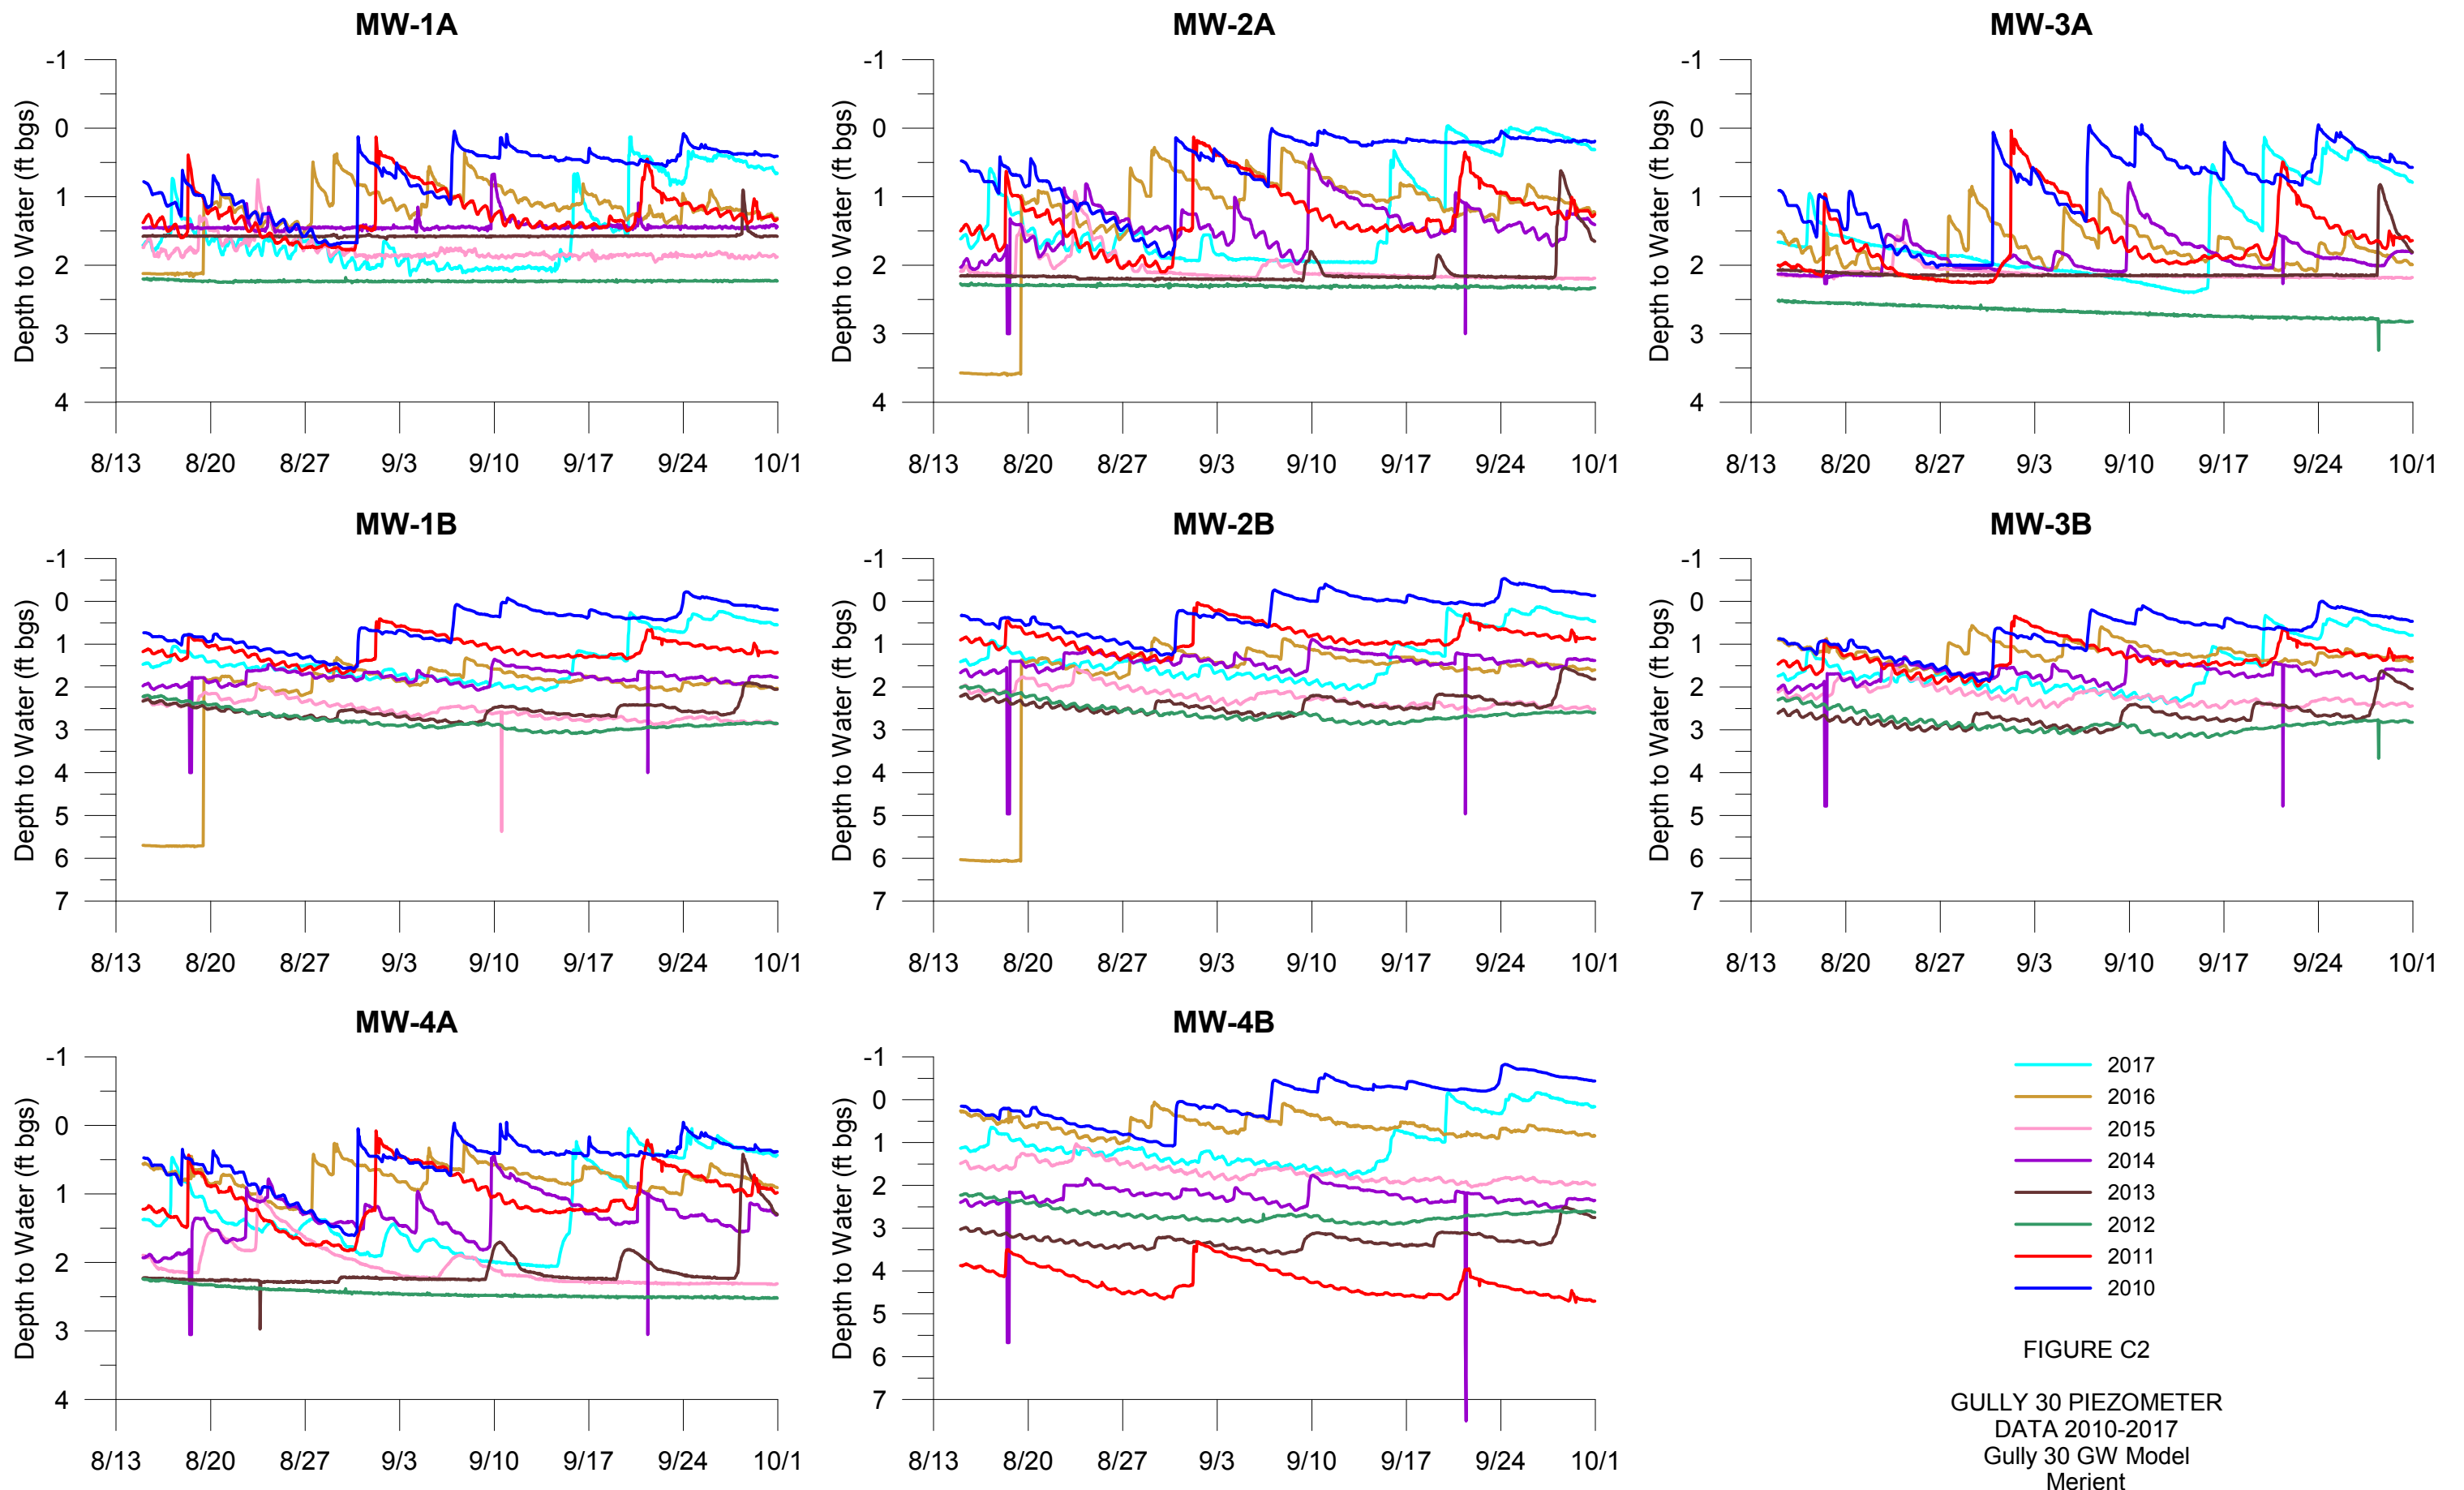 MW-1A
MW-2A
MW-3A
Depth to Water (ft bgs)
-1
0
1
2
3
4
8/13 8/20 8/27 9/3 9/10 9/17 9/24 10/1
Depth to Water (ft bgs)
-1
0
1
2
3
4
8/13 8/20 8/27 9/3 9/10 9/17 9/24 10/1
Depth to Water (ft bgs)
-1
0
1
2
3
4
8/13 8/20 8/27 9/3 9/10 9/17 9/24 10/1
MW-1B
MW-2B
MW-3B
Depth to Water (ft bgs)
-1
0
1
2
3
4
5
6
7
8/13 8/20 8/27 9/3 9/10 9/17 9/24 10/1
Depth to Water (ft bgs)
-1
0
1
2
3
4
5
6
7
8/13 8/20 8/27 9/3 9/10 9/17 9/24 10/1
Depth to Water (ft bgs)
-1
0
1
2
3
4
5
6
7
8/13 8/20 8/27 9/3 9/10 9/17 9/24 10/1
MW-4A
MW-4B
Depth to Water (ft bgs)
-1
0
1
2
3
4
8/13 8/20 8/27 9/3 9/10 9/17 9/24 10/1
Depth to Water (ft bgs)
-1
0
1
2
3
4
5
6
7
8/13 8/20 8/27 9/3 9/10 9/17 9/24 10/1
2017
2016
2015
2014
2013
2012
2011
2010
FIGURE C2
GULLY 30 PIEZOMETER
DATA 2010-2017
Gully 30 GW Model
Merient